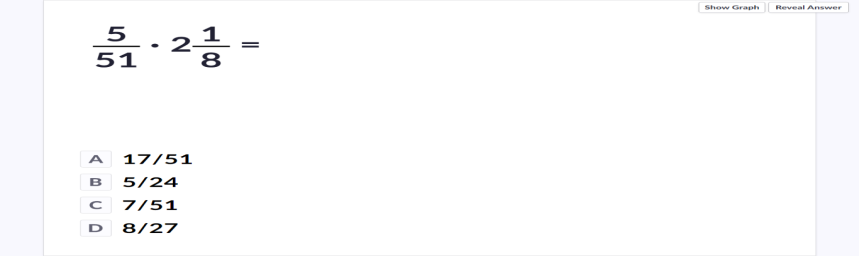 Show Graph Reveal Answer
5/51 · 2 1/8 =
A 17/51
B 5/24
C 7/51
D 8/27